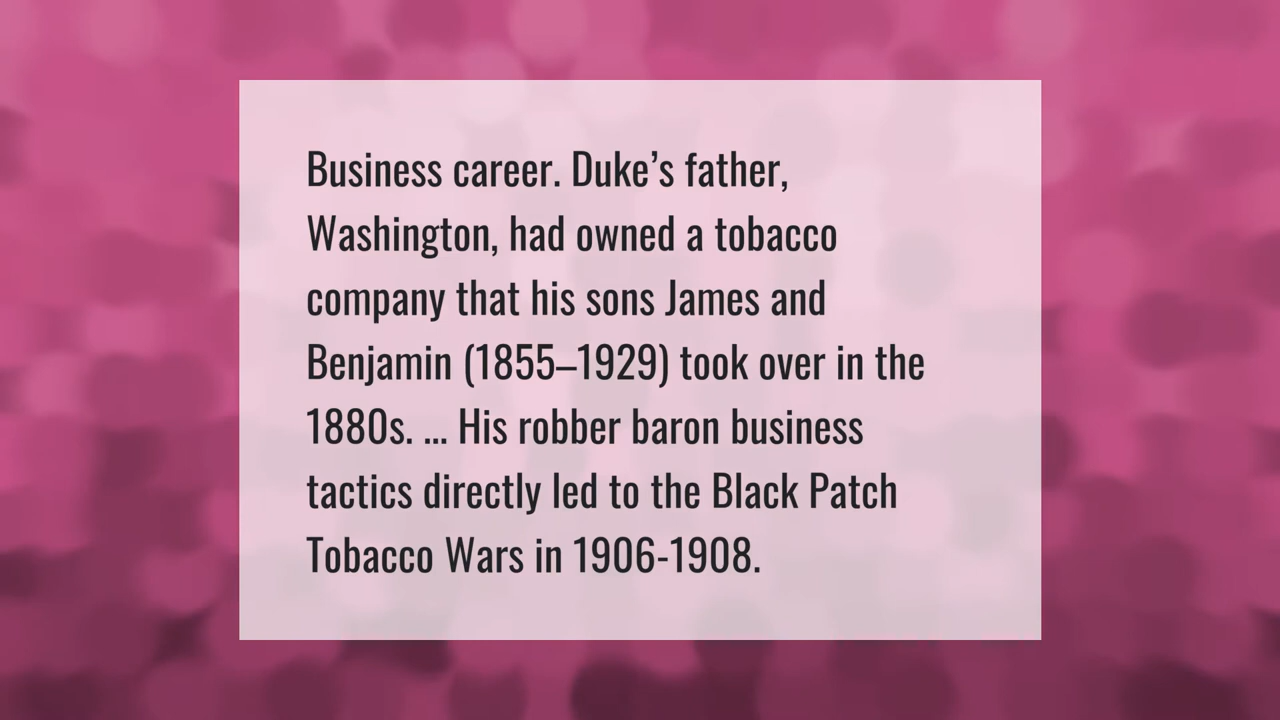 Business career. Duke’s father,
Washington, had owned a tobacco
company that his sons James and
Benjamin (1855–1929) took over in the
1880s. ... His robber baron business
tactics directly led to the Black Patch
Tobacco Wars in 1906-1908.